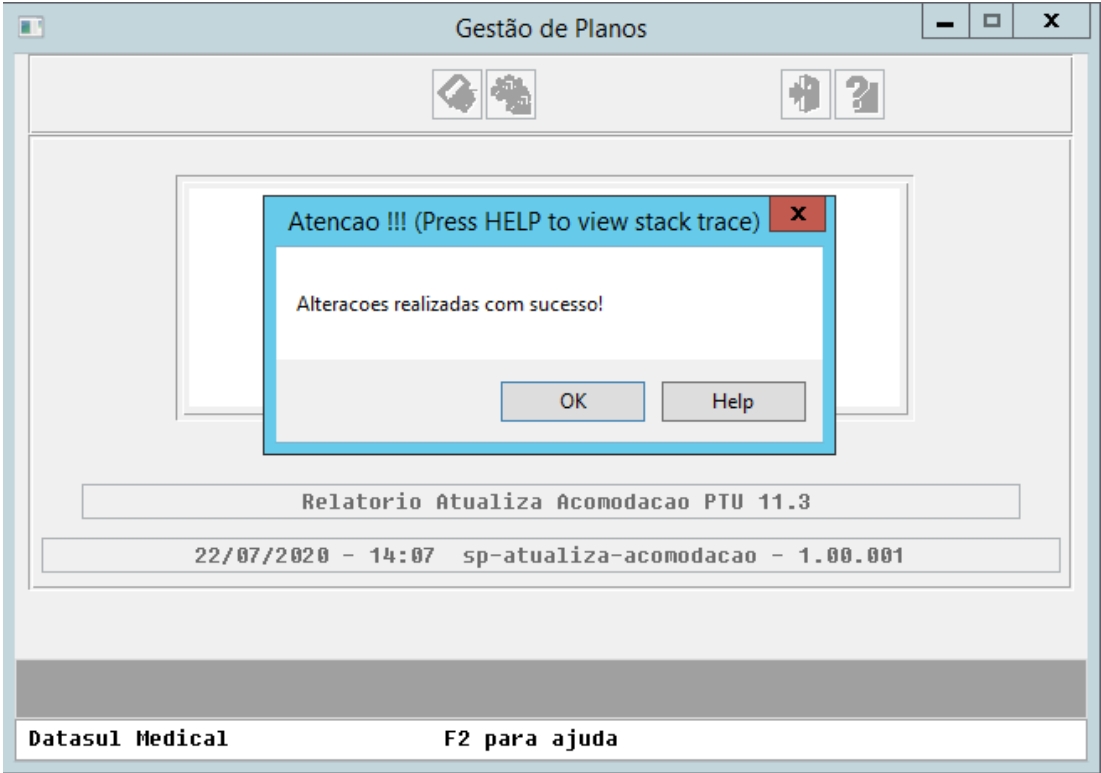 Gestão de Planos
Atencao !!! (Press HELP to view stack trace)
Alteracoes realizadas com sucesso!
OK Help
Relatorio Atualiza Acomodacao PTU 11.3
22/07/2020 - 14:07 sp-atualiza-acomodacao - 1.00.001
Datasul Medical F2 para ajuda